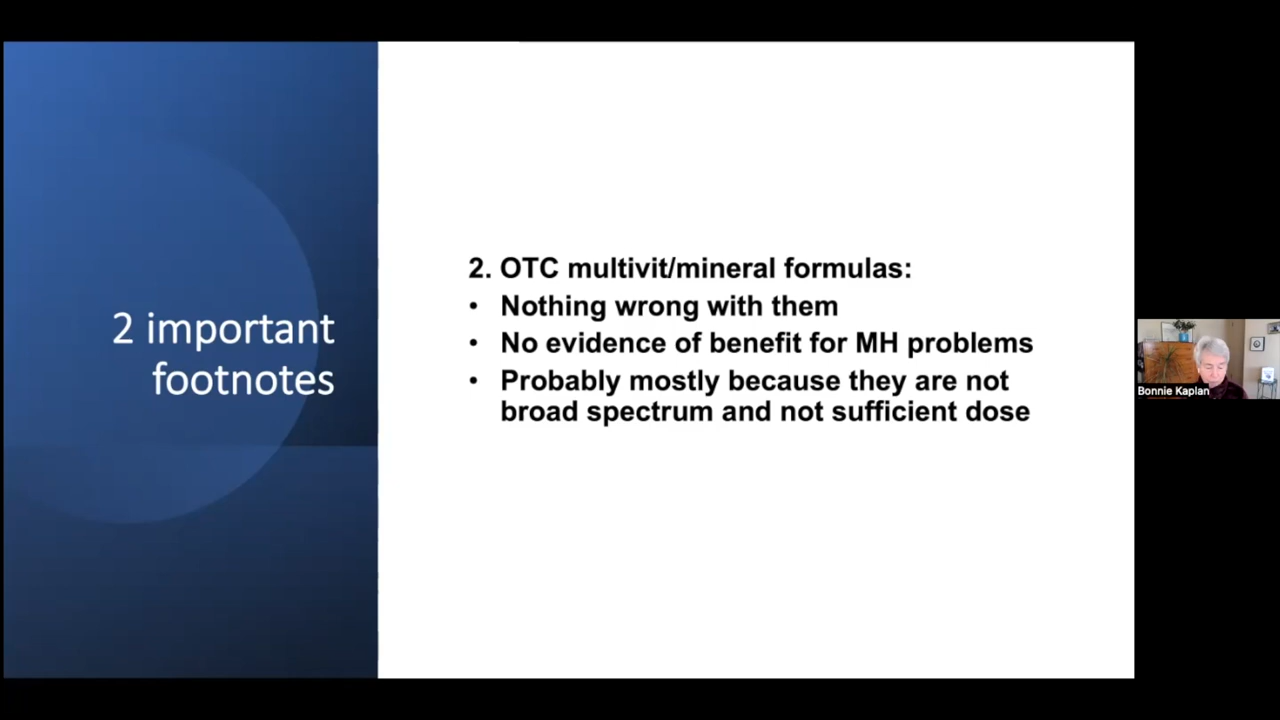 2 important
footnotes
2. OTC multivit/mineral formulas:
• Nothing wrong with them
• No evidence of benefit for MH problems
• Probably mostly because they are not
broad spectrum and not sufficient dose
Bonnie Kaplan